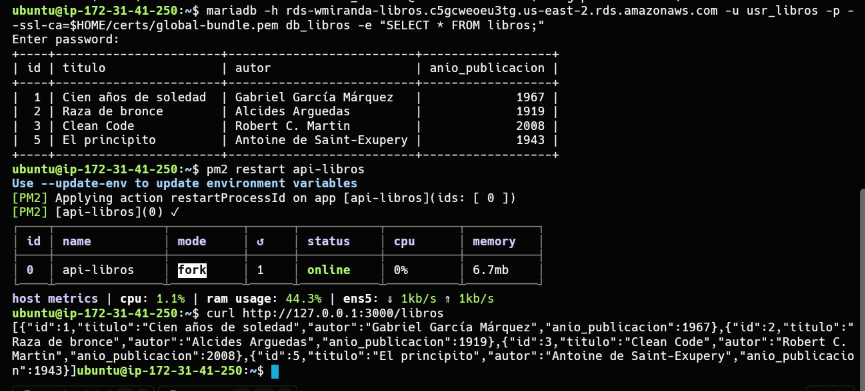 ubuntu@ip-172-31-41-250:~$ mariadb -h rds-wmiranda-libros.c5gcweoeu3tg.us-east-2.rds.amazonaws.com -u usr_libros -p -
-ssl-ca=$HOME/certs/global-bundle.pem db_libros -e "SELECT * FROM libros;"
Enter password:
+----+------------------------+--------------------------+------------------+
| id | titulo | autor | anio_publicacion |
+----+------------------------+--------------------------+------------------+
| 1 | Cien años de soledad | Gabriel García Márquez | 1967 |
| 2 | Raza de bronce | Alcides Arguedas | 1919 |
| 3 | Clean Code | Robert C. Martin | 2008 |
| 5 | El principito | Antoine de Saint-Exupery | 1943 |
+----+------------------------+--------------------------+------------------+
ubuntu@ip-172-31-41-250:~$ pm2 restart api-libros
Use --update-env to update environment variables
[PM2] Applying action restartProcessId on app [api-libros](ids: [ 0 ])
[PM2] [api-libros](0) ✓
id name mode ↺ status cpu memory
0 api-libros fork 1 online 0% 6.7mb
host metrics | cpu: 1.1% | ram usage: 44.3% | ens5: ⇓ 1kb/s ⇑ 1kb/s
ubuntu@ip-172-31-41-250:~$ curl http://127.0.0.1:3000/libros
[{"id":1,"titulo":"Cien años de soledad","autor":"Gabriel García Márquez","anio_publicacion":1967},{"id":2,"titulo":"
Raza de bronce","autor":"Alcides Arguedas","anio_publicacion":1919},{"id":3,"titulo":"Clean Code","autor":"Robert C.
Martin","anio_publicacion":2008},{"id":5,"titulo":"El principito","autor":"Antoine de Saint-Exupery","anio_publicacio
n":1943}]ubuntu@ip-172-31-41-250:~$